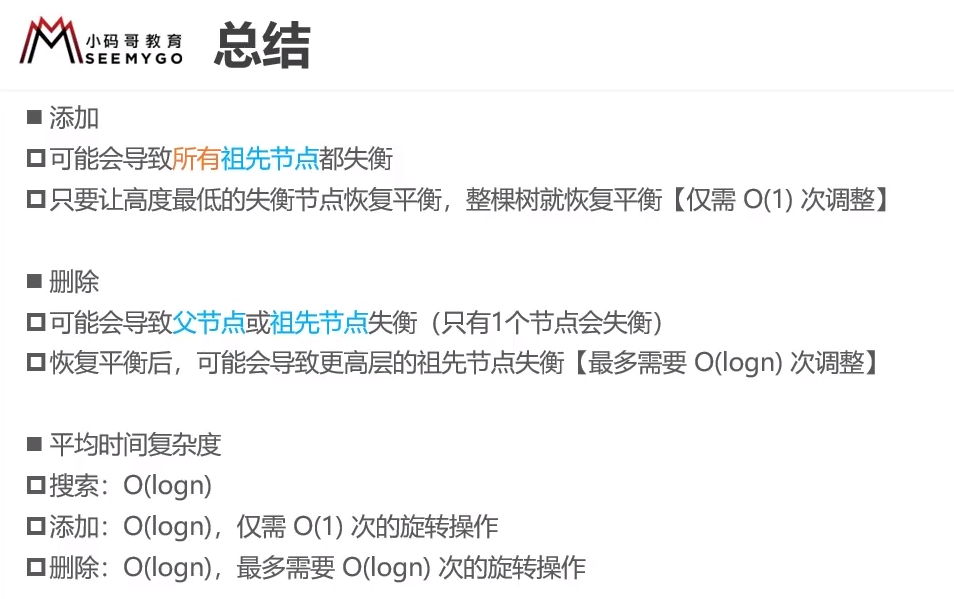 小码哥教育
SEEMYGO
总结
■ 添加
□ 可能会导致所有祖先节点都失衡
□ 只要让高度最低的失衡节点恢复平衡，整棵树就恢复平衡【仅需 O(1) 次调整】
■ 删除
□ 可能会导致父节点或祖先节点失衡（只有1个节点会失衡）
□ 恢复平衡后，可能会导致更高层的祖先节点失衡【最多需要 O(logn) 次调整】
■ 平均时间复杂度
□ 搜索：O(logn)
□ 添加：O(logn)，仅需 O(1) 次的旋转操作
□ 删除：O(logn)，最多需要 O(logn) 次的旋转操作